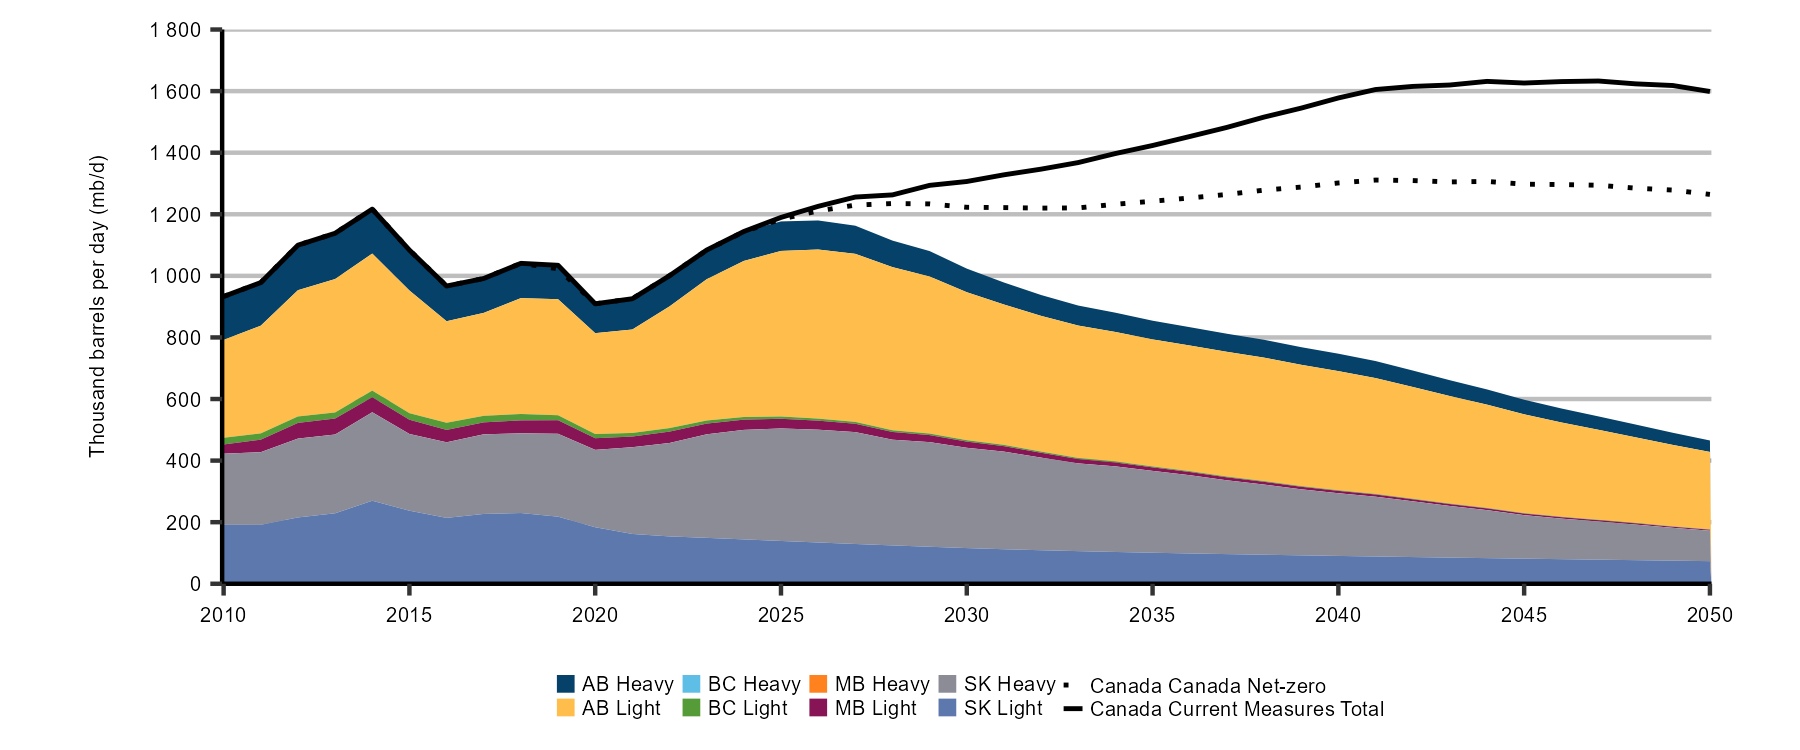 1 800
1 600
1 400
1 200
1 000
800
600
400
200
0
Thousand barrels per day (mb/d)
2010 2015 2020 2025 2030 2035 2040 2045 2050
AB Heavy BC Heavy MB Heavy SK Heavy Canada Canada Net-zero
AB Light BC Light MB Light SK Light Canada Current Measures Total